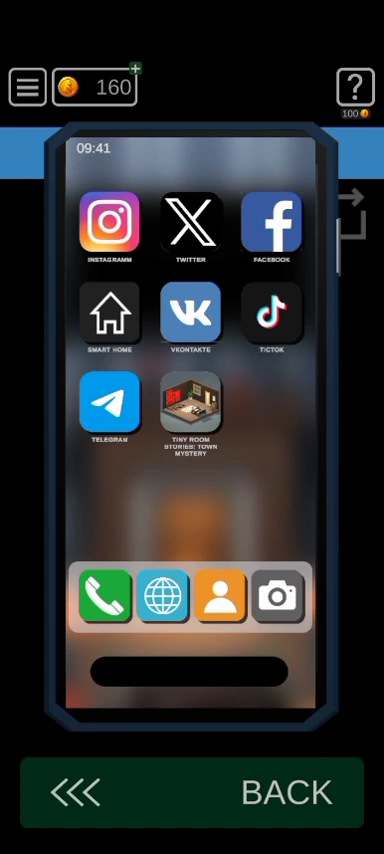 160
?
100
09:41
INSTAGRAMM
TWITTER
FACEBOOK
SMART HOME
VKONTAKTE
TICTOK
TELEGRAM
TINY ROOM
STORIES: TOWN
MYSTERY
BACK